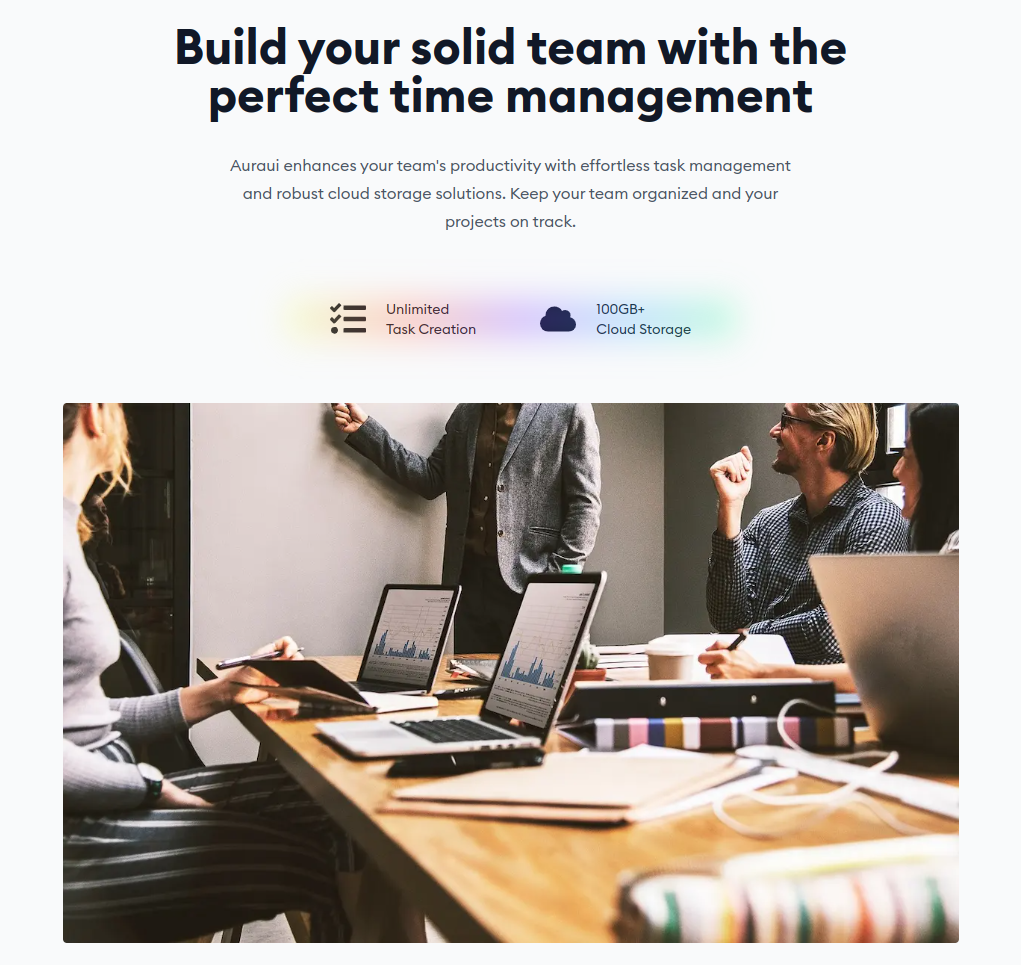 Build your solid team with the
perfect time management
Auraui enhances your team's productivity with effortless task management
and robust cloud storage solutions. Keep your team organized and your
projects on track.
Unlimited
Task Creation
100GB+
Cloud Storage